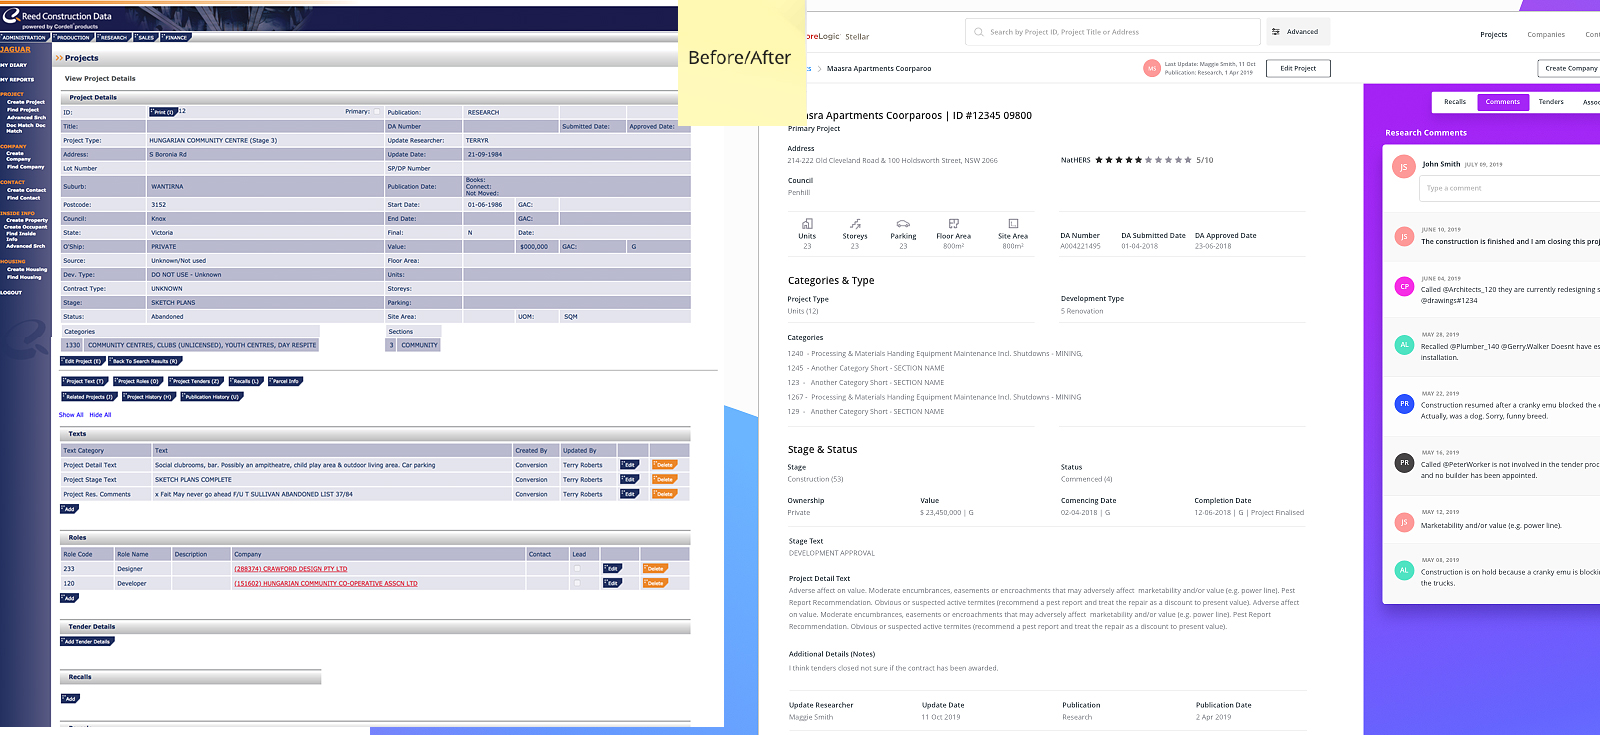 Reed Construction Data
powered by Cordell products
ADMINISTRATION PRODUCTION RESEARCH SALES FINANCE
JAGUAR
MY DIARY
MY REPORTS
PROJECT
Create Project
Find Project
Advanced Srch
Doc Match Doc
Match
COMPANY
Create
Company
Find Company
CONTACT
Create Contact
Find Contact
INSIDE INFO
Create Property
Create Occupant
Find Inside
Info
Advanced Srch
HOUSING
Create Housing
Find Housing
LOGOUT
Projects
View Project Details
Project Details
ID: Print (I) 12 Primary: Publication: RESEARCH
Title: DA Number Submitted Date: Approved Date:
Project Type: HUNGARIAN COMMUNITY CENTRE (Stage 3) Update Researcher: TERRYR
Address: S Boronia Rd Update Date: 21-09-1984
Lot Number SP/DP Number
Suburb: WANTIRNA Publication Date: Books:
Connect:
Not Moved:
Postcode: 3152 Start Date: 01-06-1986 GAC:
Council: Knox End Date: GAC:
State: Victoria Final: N Date:
O'Ship: PRIVATE Value: $000,000 GAC: G
Source: Unknown/Not used Floor Area:
Dev. Type: DO NOT USE - Unknown Units:
Contract Type: UNKNOWN Storeys:
Stage: SKETCH PLANS Parking:
Status: Abandoned Site Area: UOM: SQM
Categories Sections
1330 COMMUNITY CENTRES, CLUBS (UNLICENSED), YOUTH CENTRES, DAY RESPITE 3 COMMUNITY
Edit Project (E) Back To Search Results (R)
Project Text (T) Project Roles (O) Project Tenders (Z) Recalls (L) Parcel Info
Related Projects (J) Project History (H) Publication History (U)
Show All Hide All
Texts
Text Category Text Created By Updated By
Project Detail Text Social clubrooms, bar. Possibly an ampitheatre, child play area & outdoor living area. Car parking Conversion Terry Roberts Edit Delete
Project Stage Text SKETCH PLANS COMPLETE Conversion Terry Roberts Edit Delete
Project Res. Comments x Fait May never go ahead F/U T SULLIVAN ABANDONED LIST 37/84 Conversion Terry Roberts Edit Delete
Add
Roles
Role Code Role Name Description Company Contact Lead
233 Designer (288374) CRAWFORD DESIGN PTY LTD Edit Delete
120 Developer (151602) HUNGARIAN COMMUNITY CO-OPERATIVE ASSCN LTD Edit Delete
Add
Tender Details
Add Tender Details
Recalls
Add
Before/After
oreLogic Stellar
Search by Project ID, Project Title or Address
Advanced
Projects Companies Cont
ts > Maasra Apartments Coorparoo
MS Last Update: Maggie Smith, 11 Oct
Publication: Research, 1 Apr 2019
Edit Project
Create Company
asra Apartments Coorparoos | ID #12345 09800
Primary Project
Address
214-222 Old Cleveland Road & 100 Holdsworth Street, NSW 2066
NatHERS 5/10
Council
Penhill
Units Storeys Parking Floor Area Site Area
23 23 23 800m² 800m²
DA Number DA Submitted Date DA Approved Date
A004221495 01-04-2018 23-06-2018
Categories & Type
Project Type Development Type
Units (12) 5 Renovation
Categories
1240 - Processing & Materials Handing Equipment Maintenance Incl. Shutdowns - MINING,
1245 - Another Category Short - SECTION NAME
123 - Another Category Short - SECTION NAME
1267 - Processing & Materials Handing Equipment Maintenance Incl. Shutdowns - MINING
129 - Another Category Short - SECTION NAME
Stage & Status
Stage Status
Construction (53) Commenced (4)
Ownership Value Comencing Date Completion Date
Private $ 23,450,000 | G 02-04-2018 | G 12-06-2018 | G | Project Finalised
Stage Text
DEVELOPMENT APPROVAL
Project Detail Text
Adverse affect on value. Moderate encumbrances, easements or encroachments that may adversely affect marketability and/or value (e.g. power line). Pest
Report Recommendation. Obvious or suspected active termites (recommend a pest report and treat the repair as a discount to present value). Adverse affect
on value. Moderate encumbrances, easements or encroachments that may adversely affect marketability and/or value (e.g. power line). Pest Report
Recommendation. Obvious or suspected active termites (recommend a pest report and treat the repair as a discount to present value).
Additional Details (Notes)
I think tenders closed not sure if the contract has been awarded.
Update Researcher Update Date Publication Publication Date
Maggie Smith 11 Oct 2019 Research 2 Apr 2019
Recalls Comments Tenders Assoc
Research Comments
JS John Smith JULY 09, 2019
Type a comment
JUNE 10, 2019
JS The construction is finished and I am closing this proj
JUNE 04, 2019
CP Called @Architects_120 they are currently redesigning s
@drawings#1234
MAY 28, 2019
AL Recalled @Plumber_140 @Gerry.Walker Doesnt have es
installation.
MAY 22, 2019
PR Construction resumed after a cranky emu blocked the e
Actually, was a dog. Sorry, funny breed.
MAY 16, 2019
PR Called @PeterWorker is not involved in the tender proc
and no builder has been appointed.
MAY 12, 2019
JS Marketability and/or value (e.g. power line).
MAY 08, 2019
AL Construction is on hold because a cranky emu is blockin
the trucks.